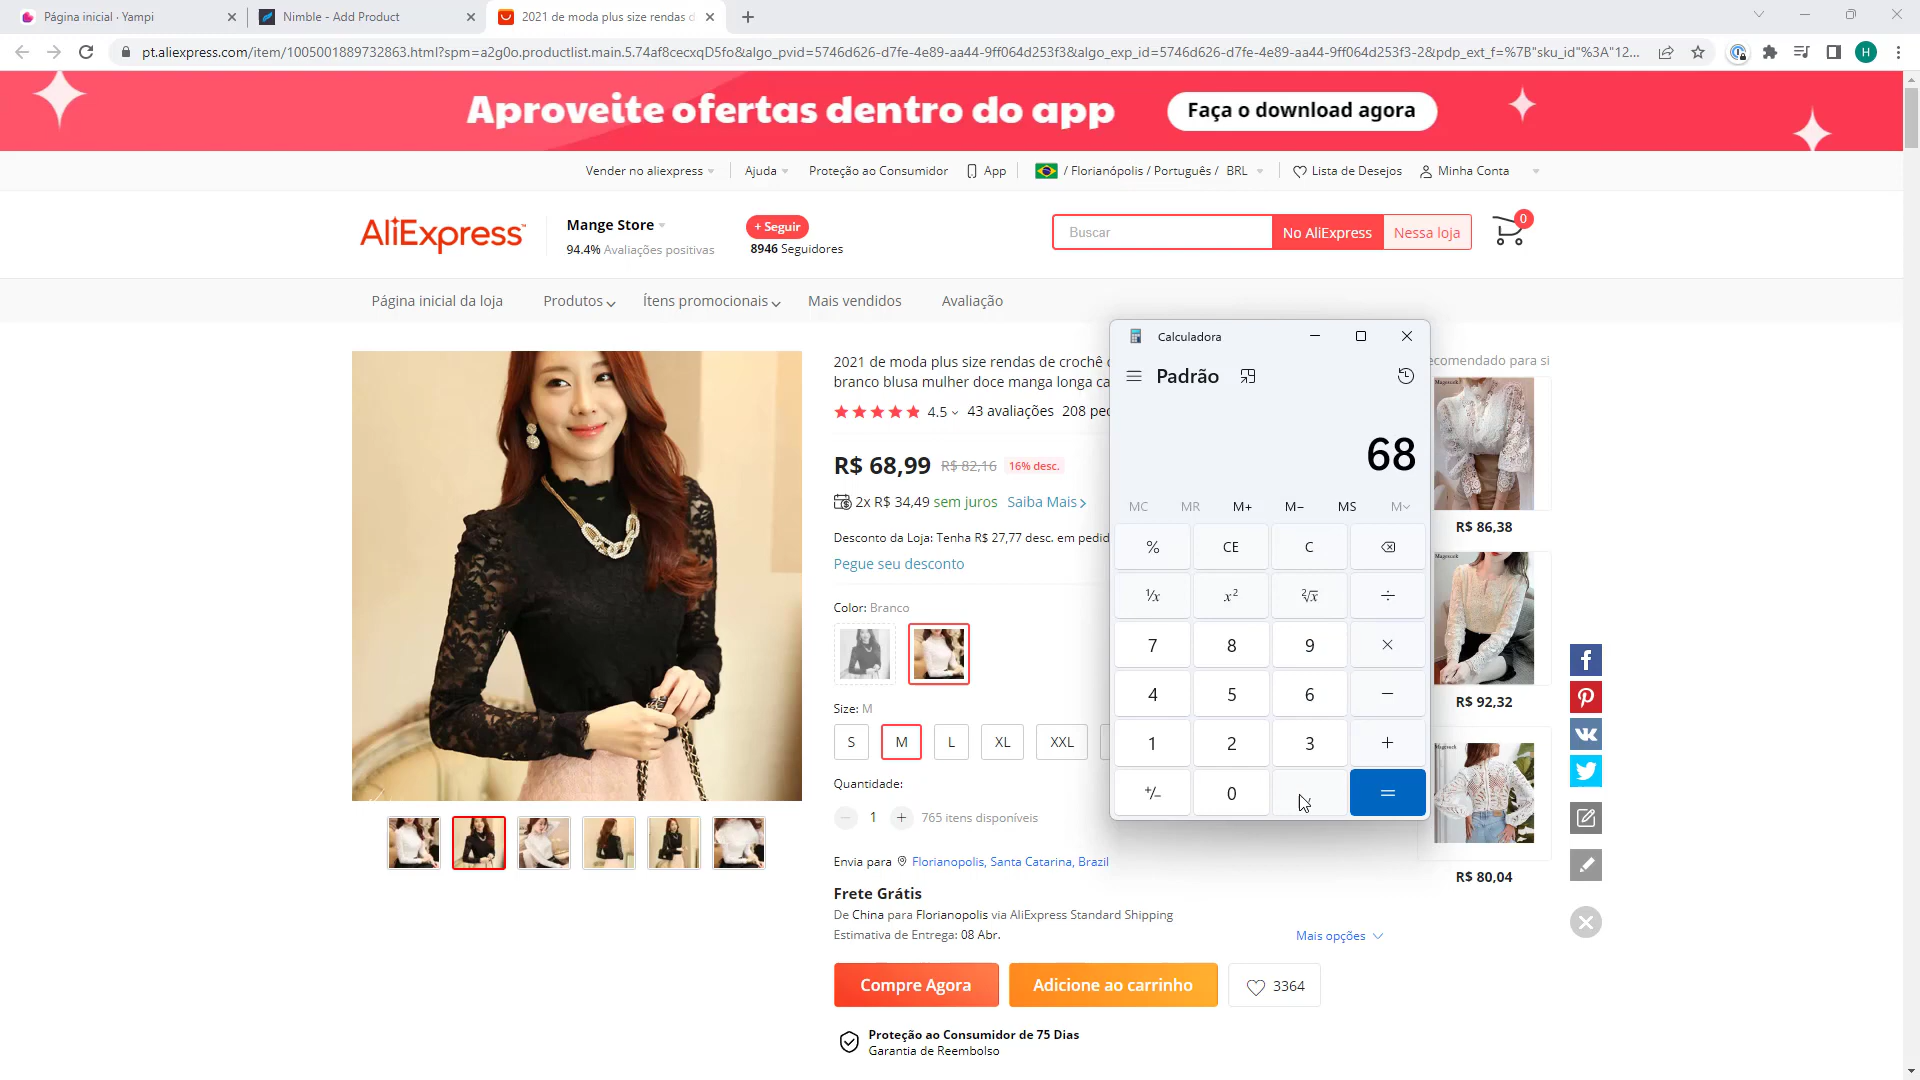 Página inicial · Yampi
Nimble - Add Product
2021 de moda plus size rendas d
pt.aliexpress.com/item/1005001889732863.html?spm=a2g0o.productlist.main.5.74af8cecxqD5fo&algo_pvid=5746d626-d7fe-4e89-aa44-9ff064d253f3&algo_exp_id=5746d626-d7fe-4e89-aa44-9ff064d253f3-2&pdp_ext_f=%7B"sku_id"%3A"12...
H
Aproveite ofertas dentro do app
Faça o download agora
Vender no aliexpress
Ajuda
Proteção ao Consumidor
App
/ Florianópolis / Português / BRL
Lista de Desejos
Minha Conta
AliExpress
Mange Store
94.4% Avaliações positivas
+ Seguir
8946 Seguidores
Buscar
No AliExpress
Nessa loja
0
Página inicial da loja
Produtos
Ítens promocionais
Mais vendidos
Avaliação
2021 de moda plus size rendas de crochê
branco blusa mulher doce manga longa ca
4.5
43 avaliações
208 ped
R$ 68,99
R$ 82,16
16% desc.
2x R$ 34,49 sem juros
Saiba Mais
Desconto da Loja: Tenha R$ 27,77 desc. em pedid
Pegue seu desconto
Color: Branco
Size: M
S
M
L
XL
XXL
Quantidade:
− 1 +
765 itens disponíveis
Envia para
Florianopolis, Santa Catarina, Brazil
Frete Grátis
De China para Florianopolis via AliExpress Standard Shipping
Estimativa de Entrega: 08 Abr.
Mais opções
Compre Agora
Adicione ao carrinho
3364
Proteção ao Consumidor de 75 Dias
Garantia de Reembolso
Calculadora
Padrão
68
MC MR M+ M− MS M
% CE C
¹/x x² ²√x ÷
7 8 9 ×
4 5 6 −
1 2 3 +
+/− 0 =
ecomendado para si
R$ 86,38
R$ 92,32
R$ 80,04